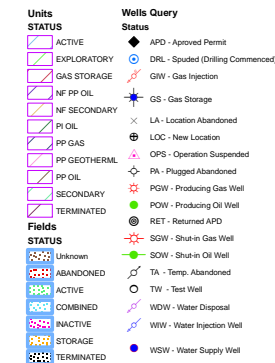 Units
STATUS
ACTIVE
EXPLORATORY
GAS STORAGE
NF PP OIL
NF SECONDARY
PI OIL
PP GAS
PP GEOTHERML
PP OIL
SECONDARY
TERMINATED
Fields
STATUS
Unknown
ABANDONED
ACTIVE
COMBINED
INACTIVE
STORAGE
TERMINATED
Wells Query
Status
APD - Aproved Permit
DRL - Spuded (Drilling Commenced)
GIW - Gas Injection
GS - Gas Storage
LA - Location Abandoned
LOC - New Location
OPS - Operation Suspended
PA - Plugged Abandoned
PGW - Producing Gas Well
POW - Producing Oil Well
RET - Returned APD
SGW - Shut-in Gas Well
SOW - Shut-in Oil Well
TA - Temp. Abandoned
TW - Test Well
WDW - Water Disposal
WIW - Water Injection Well
WSW - Water Supply Well